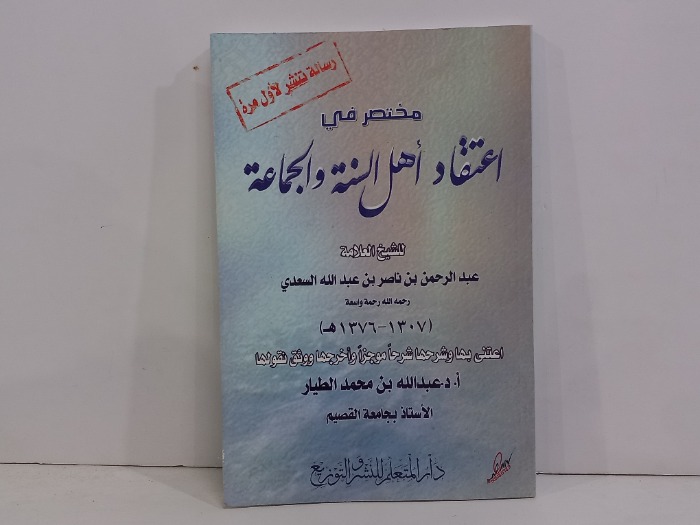 رسالة تنشر لأول مرة
مختصر في
اعتقاد أهل السنة والجماعة
للشيخ العلامة
عبد الرحمن بن ناصر بن عبد الله السعدي
رحمه الله رحمة واسعة
(١٣٠٧-١٣٧٦هـ)
اعتنى بها وشرحها شرحاً موجزاً وأخرجها ووثق نقولها
أ.د.عبدالله بن محمد الطيار
الأستاذ بجامعة القصيم
دار المتعلم للنشر والتوزيع